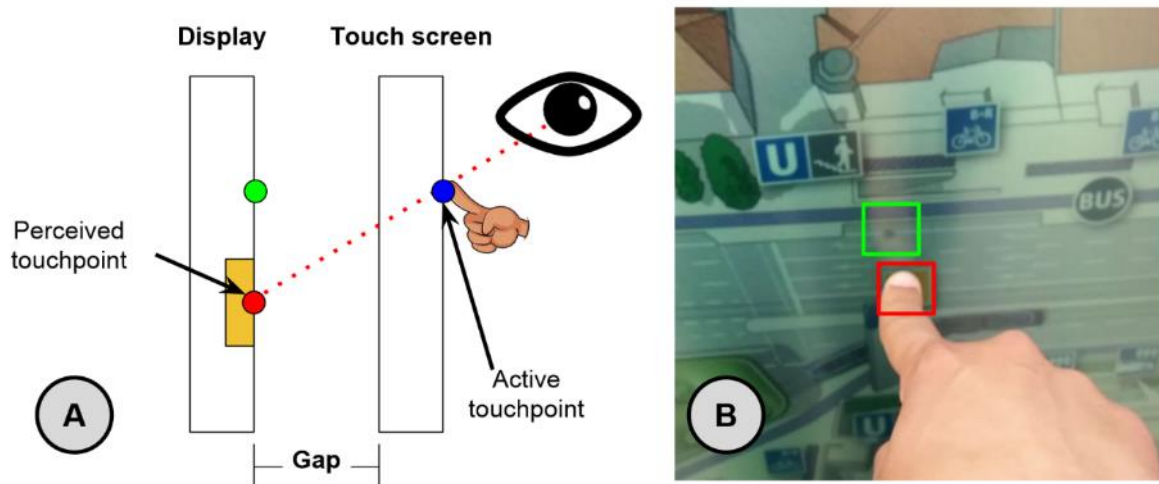 Display
Touch screen
Perceived
touchpoint
Active
touchpoint
Gap
A
B
U
B+R
BUS
U